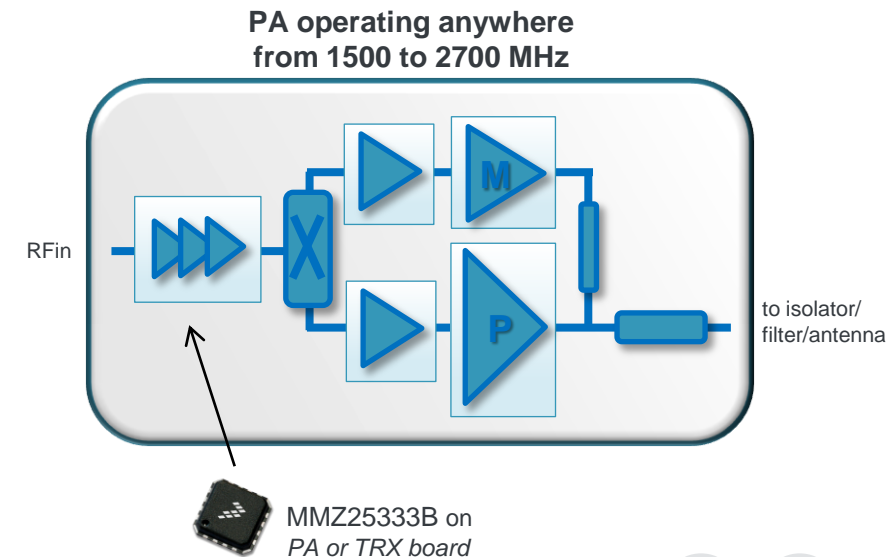 PA operating anywhere
from 1500 to 2700 MHz
M
RFin
P
to isolator/
filter/antenna
MMZ25333B on
PA or TRX board